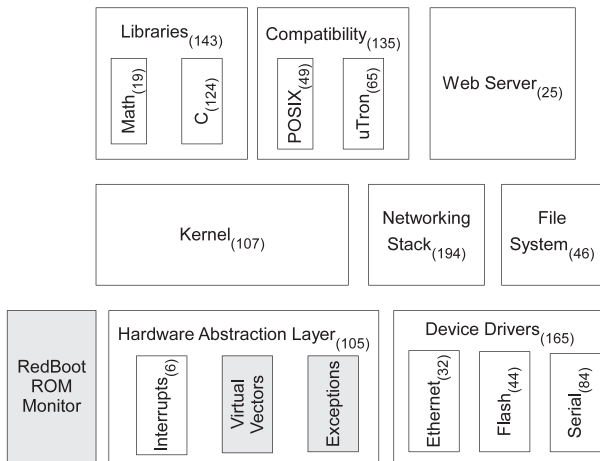 Libraries(143)
Math(19)
C(124)
Compatibility(135)
POSIX(49)
uTron(65)
Web Server(25)
Kernel(107)
Networking
Stack(194)
File
System(46)
RedBoot
ROM
Monitor
Hardware Abstraction Layer(105)
Interrupts(6)
Virtual
Vectors
Exceptions
Device Drivers(165)
Ethernet(32)
Flash(44)
Serial(84)